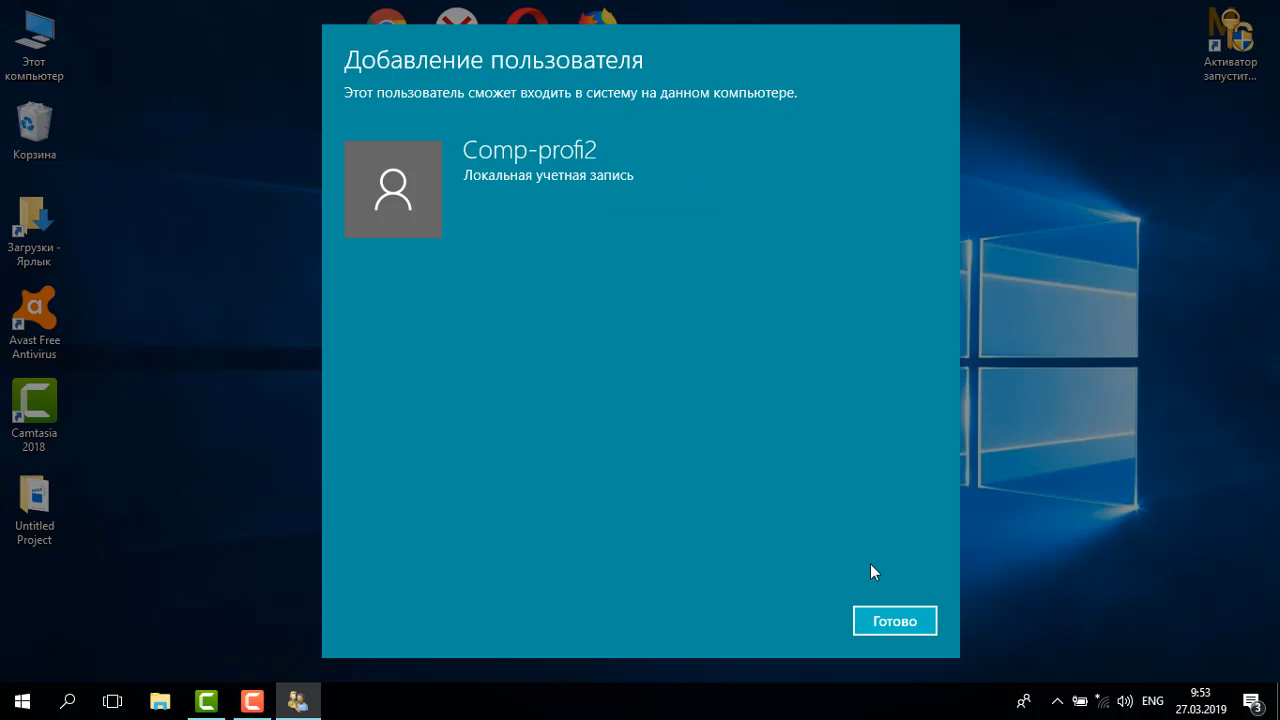 Добавление пользователя
Этот пользователь сможет входить в систему на данном компьютере.
Comp-profi2
Локальная учетная запись
Готово
Этот
компьютер
Корзина
Загрузки -
Ярлык
Avast Free
Antivirus
Camtasia
2018
Untitled
Project
Активатор
запустит...
ENG
9:53
27.03.2019
3